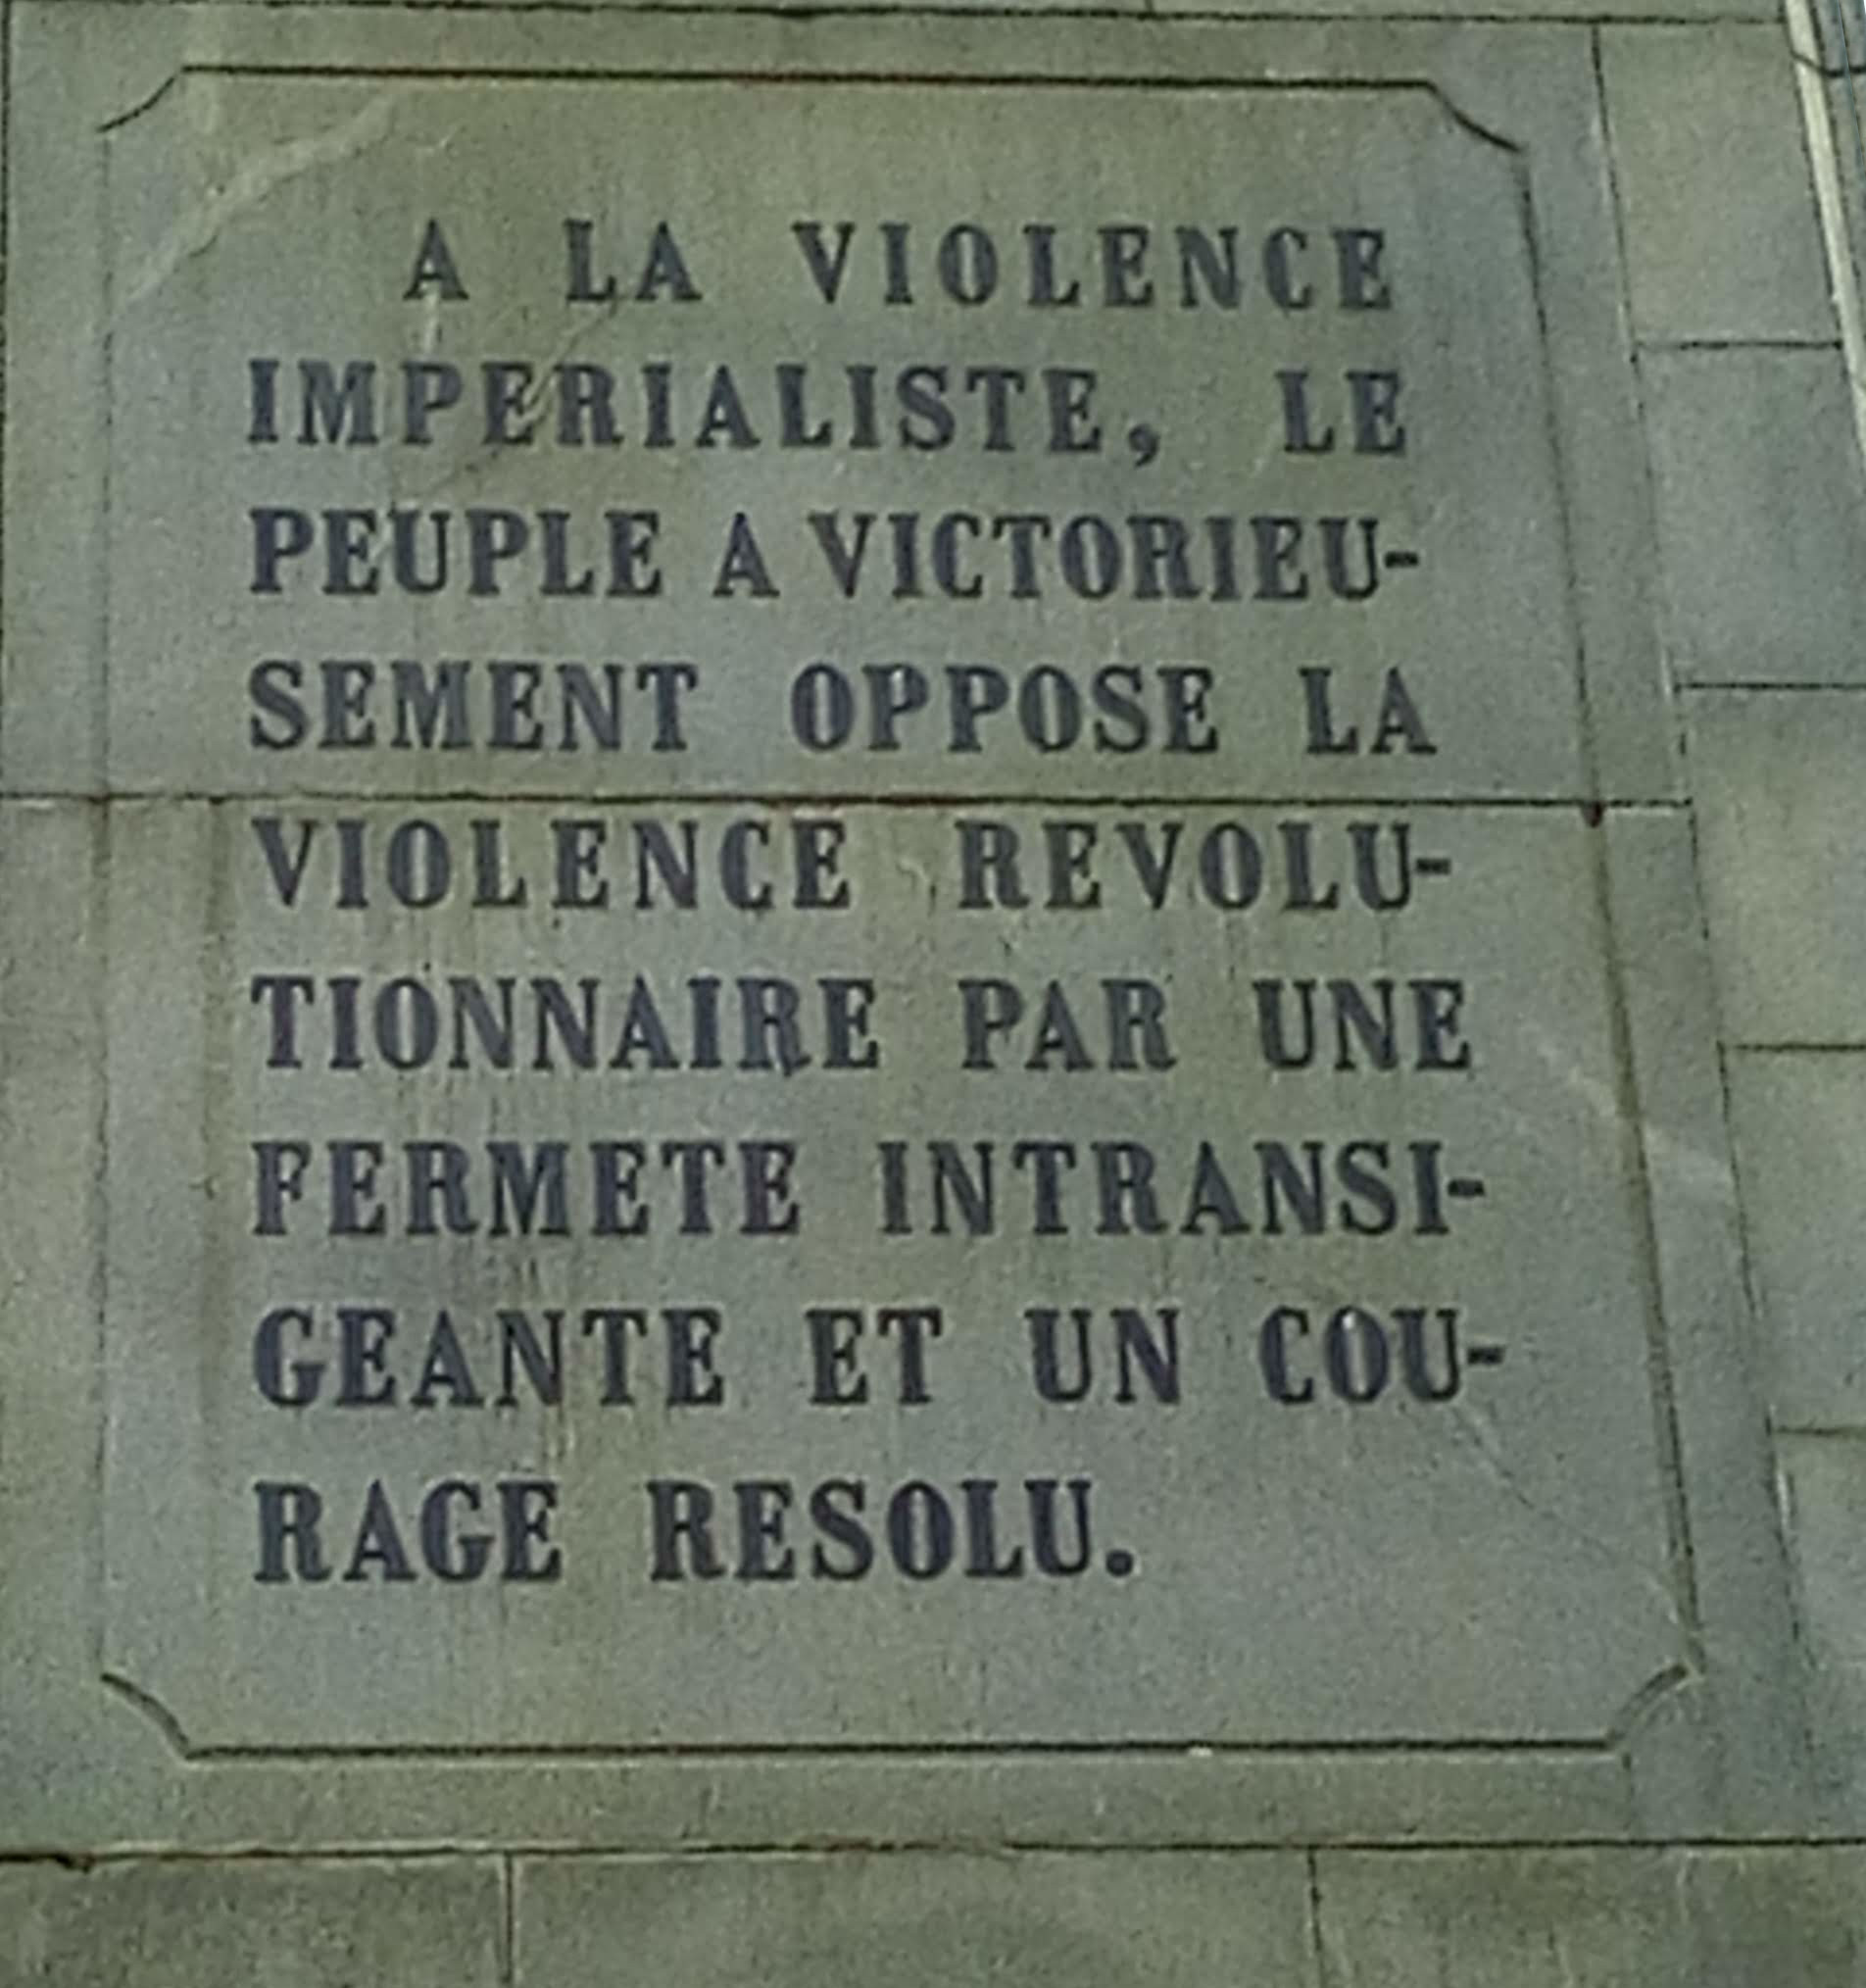 A LA VIOLENCE
IMPERIALISTE, LE
PEUPLE A VICTORIEU-
SEMENT OPPOSE LA
VIOLENCE REVOLU-
TIONNAIRE PAR UNE
FERMETE INTRANSI-
GEANTE ET UN COU-
RAGE RESOLU.